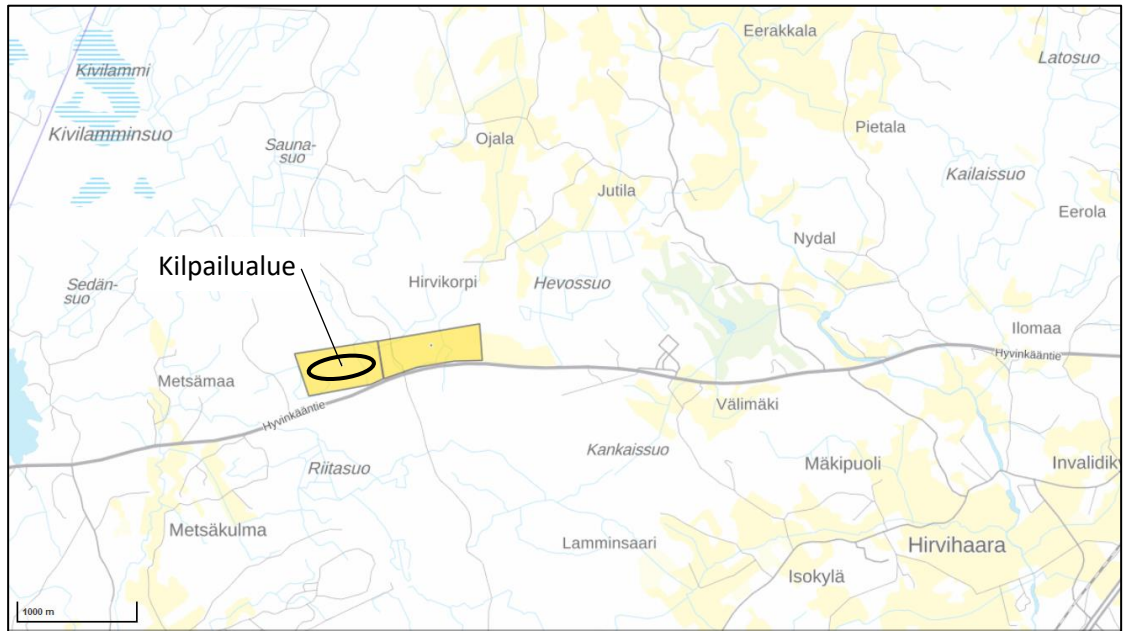 Eerakkala
Latosuo
Kivilammi
Kivilamminsuo
Sauna-
suo
Ojala
Pietala
Kailaissuo
Jutila
Eerola
Nydal
Kilpailualue
Sedän-
suo
Hirvikorpi
Hevossuo
Ilomaa
Hyvinkääntie
Metsämaa
Hyvinkääntie
Välimäki
Riitasuo
Kankaissuo
Mäkipuoli
Invalidiky
Metsäkulma
Lamminsaari
Hirvihaara
Isokylä
1000 m